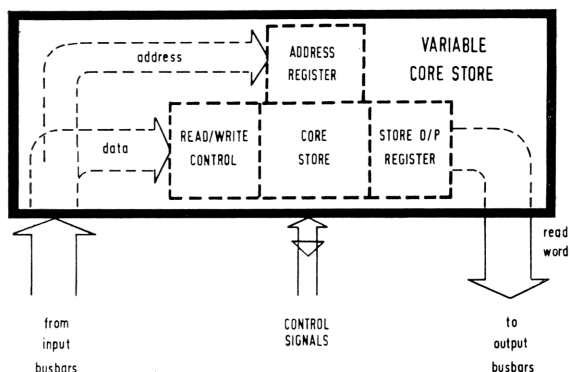 VARIABLE
CORE STORE
address
ADDRESS
REGISTER
data
READ/WRITE
CONTROL
CORE
STORE
STORE O/P
REGISTER
read
word
from
input
busbars
CONTROL
SIGNALS
to
output
busbars